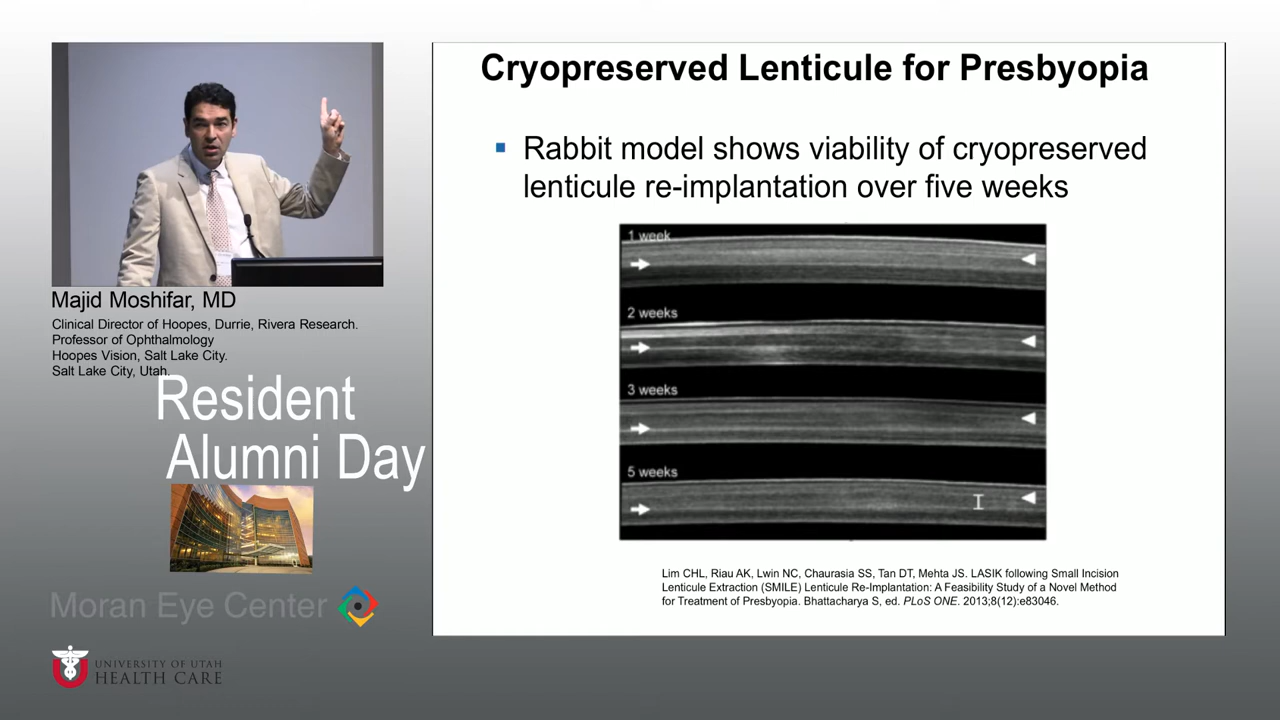 Cryopreserved Lenticule for Presbyopia
Rabbit model shows viability of cryopreserved
lenticule re-implantation over five weeks
1 week
2 weeks
3 weeks
5 weeks
Lim CHL, Riau AK, Lwin NC, Chaurasia SS, Tan DT, Mehta JS. LASIK following Small Incision
Lenticule Extraction (SMILE) Lenticule Re-Implantation: A Feasibility Study of a Novel Method
for Treatment of Presbyopia. Bhattacharya S, ed. PLoS ONE. 2013;8(12):e83046.
Majid Moshifar, MD
Clinical Director of Hoopes, Durrie, Rivera Research.
Professor of Ophthalmology
Hoopes Vision, Salt Lake City.
Salt Lake City, Utah.
Resident
Alumni Day
Moran Eye Center
UNIVERSITY OF UTAH
HEALTH CARE